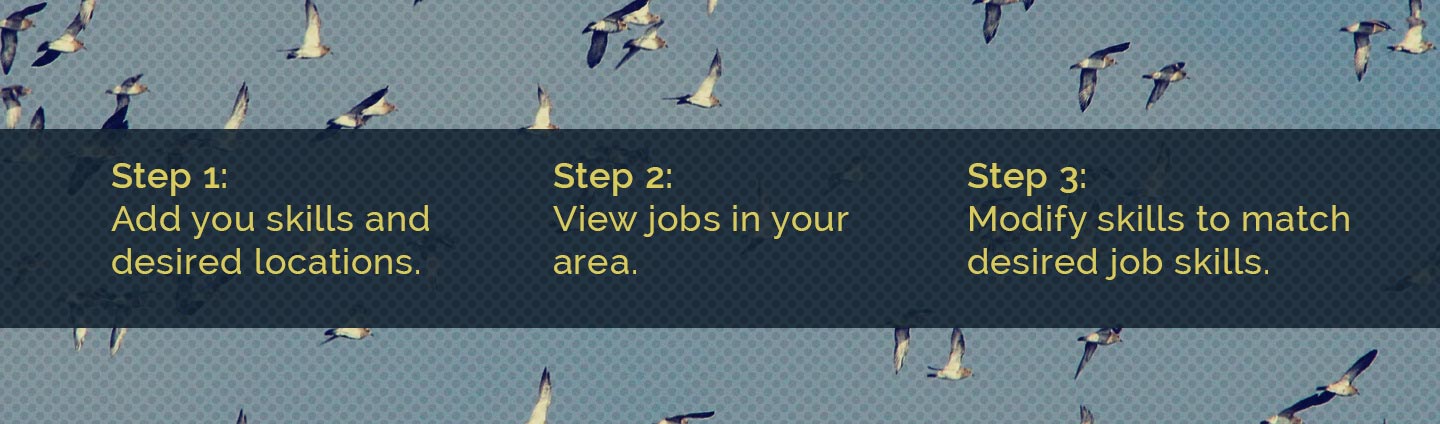 Step 1:
Add you skills and
desired locations.
Step 2:
View jobs in your
area.
Step 3:
Modify skills to match
desired job skills.